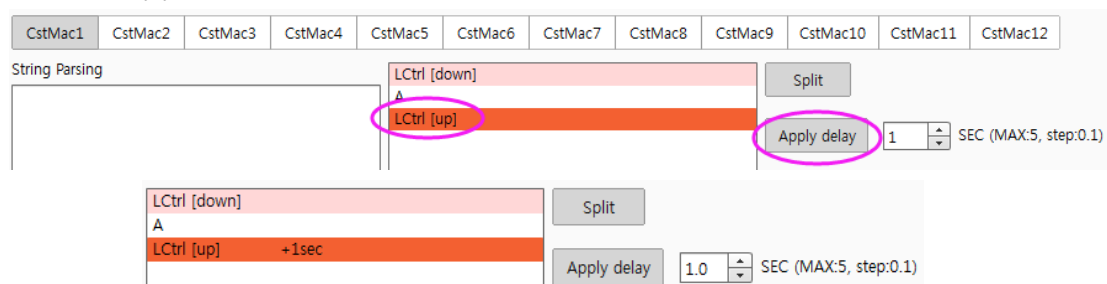 CstMac1 CstMac2 CstMac3 CstMac4 CstMac5 CstMac6 CstMac7 CstMac8 CstMac9 CstMac10 CstMac11 CstMac12
String Parsing
LCtrl [down]
A
LCtrl [up]
Split
Apply delay 1 SEC (MAX:5, step:0.1)
LCtrl [down]
A
LCtrl [up] +1sec
Split
Apply delay 1.0 SEC (MAX:5, step:0.1)